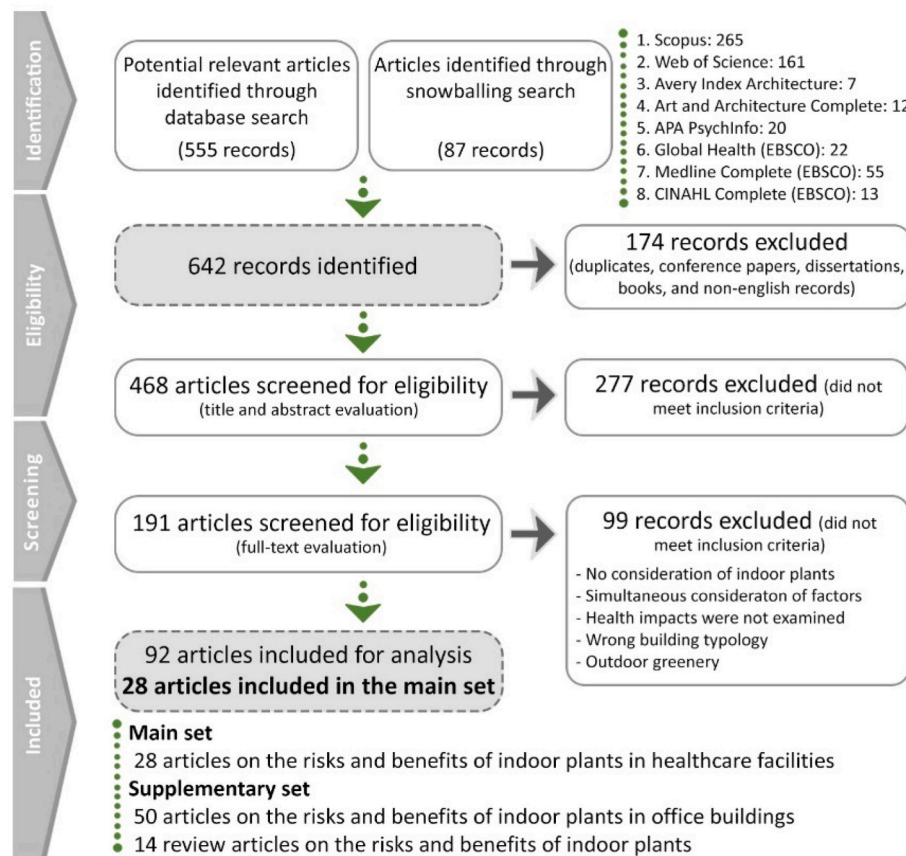 Identification
Potential relevant articles
identified through
database search
(555 records)
Articles identified through
snowballing search
(87 records)
1. Scopus: 265
2. Web of Science: 161
3. Avery Index Architecture: 7
4. Art and Architecture Complete: 12
5. APA PsychInfo: 20
6. Global Health (EBSCO): 22
7. Medline Complete (EBSCO): 55
8. CINAHL Complete (EBSCO): 13
Eligibility
642 records identified
174 records excluded
(duplicates, conference papers, dissertations,
books, and non-english records)
468 articles screened for eligibility
(title and abstract evaluation)
277 records excluded (did not
meet inclusion criteria)
Screening
191 articles screened for eligibility
(full-text evaluation)
99 records excluded (did not
meet inclusion criteria)
- No consideration of indoor plants
- Simultaneous consideraton of factors
- Health impacts were not examined
- Wrong building typology
- Outdoor greenery
Included
92 articles included for analysis
28 articles included in the main set
Main set
28 articles on the risks and benefits of indoor plants in healthcare facilities
Supplementary set
50 articles on the risks and benefits of indoor plants in office buildings
14 review articles on the risks and benefits of indoor plants